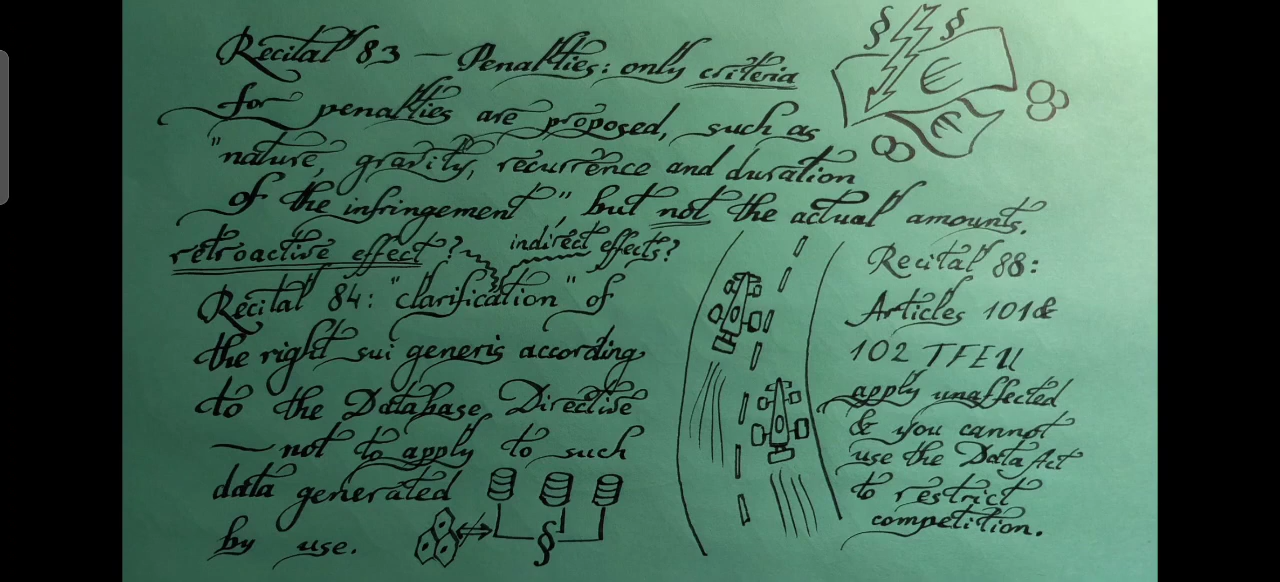 Recital 83 — Penalties: only criteria
for penalties are proposed, such as
"nature, gravity, recurrence and duration
of the infringement", but not the actual amounts.
retroactive effect? indirect effects?
Recital 84: "clarification" of
the right sui generis according
to the Database Directive
— not to apply to such
data generated
by use.
§ §
€
€
§
Recital 88:
Articles 101 &
102 TFEU
apply unaffected
& you cannot
use the Data Act
to restrict
competition.